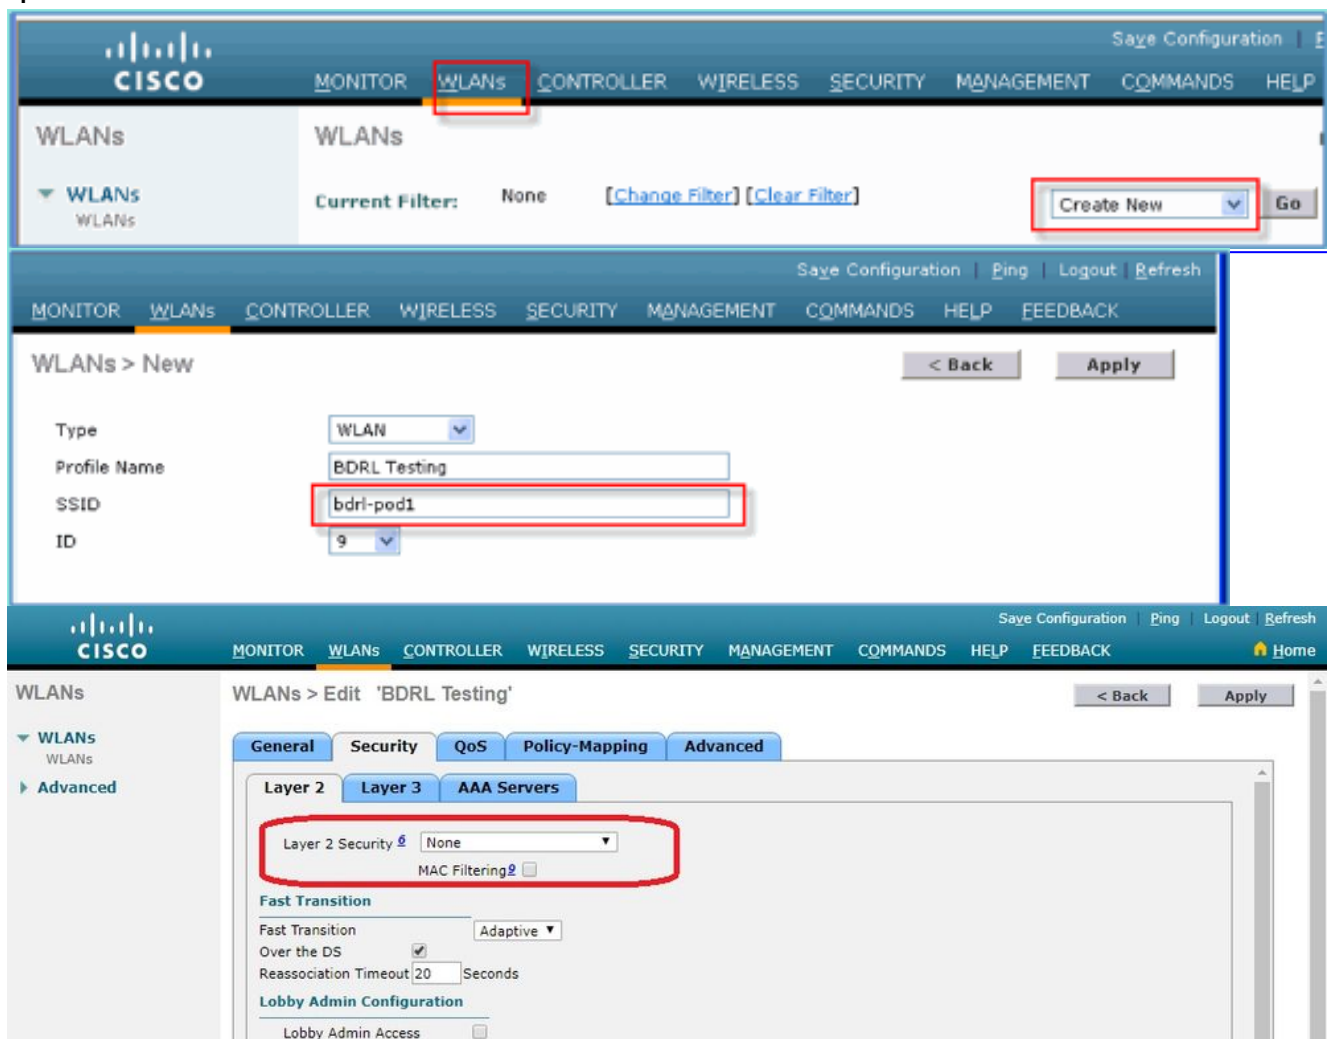 Save Configuration
CISCO
MONITOR WLANs CONTROLLER WIRELESS SECURITY MANAGEMENT COMMANDS HELP
WLANs
WLANs
WLANs
WLANs
Current Filter: None [Change Filter] [Clear Filter]
Create New
Go
Save Configuration | Ping | Logout | Refresh
MONITOR WLANs CONTROLLER WIRELESS SECURITY MANAGEMENT COMMANDS HELP FEEDBACK
WLANs > New
< Back
Apply
Type WLAN
Profile Name BDRL Testing
SSID bdrl-pod1
ID 9
Save Configuration | Ping | Logout | Refresh
CISCO
MONITOR WLANs CONTROLLER WIRELESS SECURITY MANAGEMENT COMMANDS HELP FEEDBACK Home
WLANs
WLANs
WLANs
Advanced
WLANs > Edit 'BDRL Testing'
< Back
Apply
General Security QoS Policy-Mapping Advanced
Layer 2 Layer 3 AAA Servers
Layer 2 Security 6 None
MAC Filtering 9
Fast Transition
Fast Transition Adaptive
Over the DS
Reassociation Timeout 20 Seconds
Lobby Admin Configuration
Lobby Admin Access